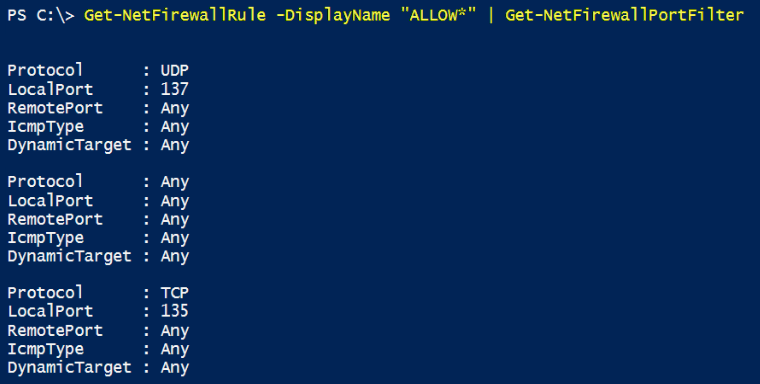 PS C:\> Get-NetFirewallRule -DisplayName "ALLOW*" | Get-NetFirewallPortFilter
Protocol      : UDP
LocalPort     : 137
RemotePort    : Any
IcmpType      : Any
DynamicTarget : Any
Protocol      : Any
LocalPort     : Any
RemotePort    : Any
IcmpType      : Any
DynamicTarget : Any
Protocol      : TCP
LocalPort     : 135
RemotePort    : Any
IcmpType      : Any
DynamicTarget : Any